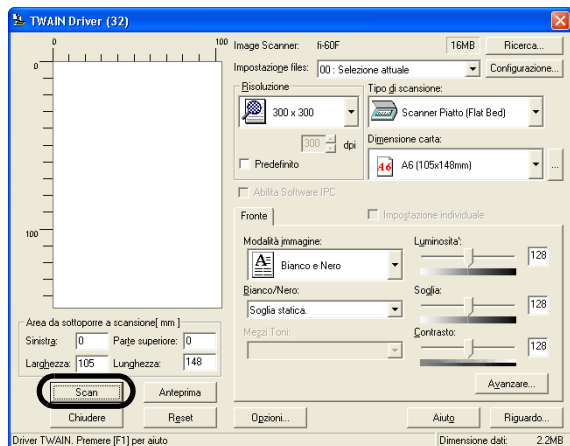 TWAIN Driver (32)
0 100
0
100
Image Scanner: fi-60F 16MB Ricerca...
Impostazione files: 00 : Selezione attuale Configurazione...
Risoluzione
300 x 300
300 dpi
Predefinito
Tipo di scansione:
Scanner Piatto (Flat Bed)
Dimensione carta:
A6 A6 (105x148mm) ...
Abilita Software IPC
Fronte
Impostazione individuale
Modalità immagine:
A Bianco e Nero
Bianco/Nero:
Soglia statica.
Mezzi Toni:
Luminosita':
128
Soglia:
128
Contrasto:
128
Avanzare...
Area da sottoporre a scansione[ mm ]
Sinistra: 0 Parte superiore: 0
Larghezza: 105 Lunghezza: 148
Scan Anteprima
Chiudere Reset Opzioni... Aiuto Riguardo...
Driver TWAIN. Premere [F1] per aiuto Dimensione dati: 2.2MB